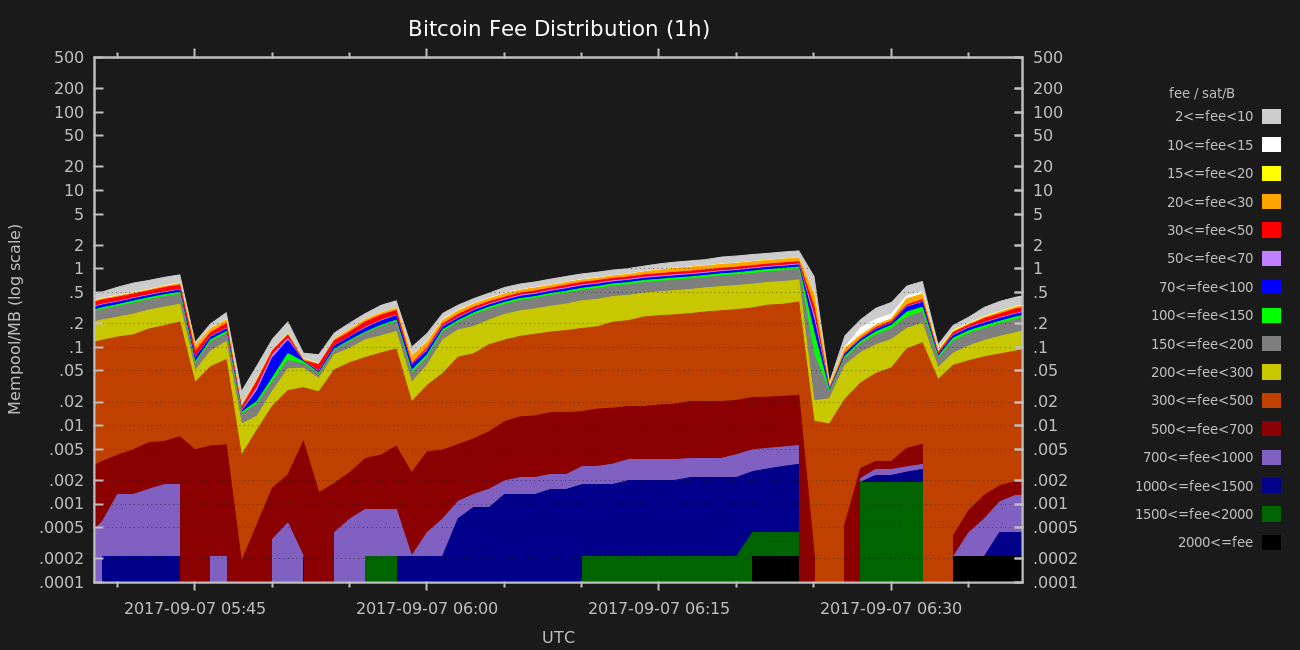 Bitcoin Fee Distribution (1h)
Mempool/MB (log scale)
500
200
100
50
20
10
5
2
1
.5
.2
.1
.05
.02
.01
.005
.002
.001
.0005
.0002
.0001
500
200
100
50
20
10
5
2
1
.5
.2
.1
.05
.02
.01
.005
.002
.001
.0005
.0002
.0001
2017-09-07 05:45
2017-09-07 06:00
2017-09-07 06:15
2017-09-07 06:30
UTC
fee / sat/B
2<=fee<10
10<=fee<15
15<=fee<20
20<=fee<30
30<=fee<50
50<=fee<70
70<=fee<100
100<=fee<150
150<=fee<200
200<=fee<300
300<=fee<500
500<=fee<700
700<=fee<1000
1000<=fee<1500
1500<=fee<2000
2000<=fee